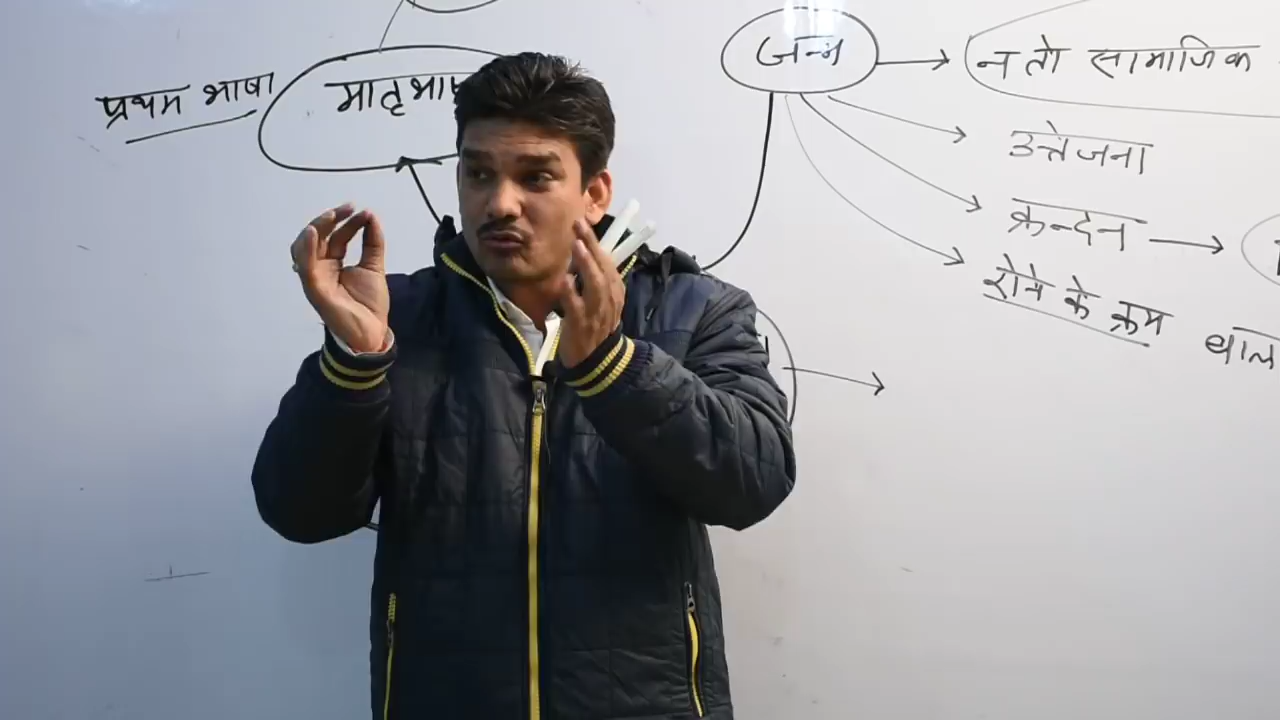 प्रथम भाषा
मातृभा
जन्म
न तो सामाजिक
उत्तेजना
क्रन्दन
रोने के क्रम